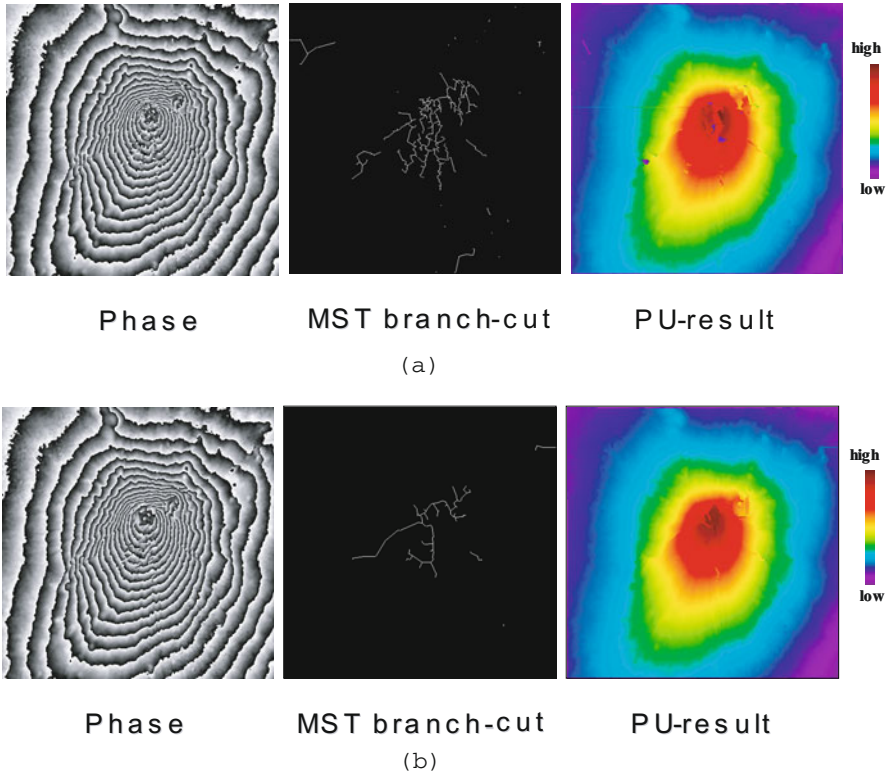 high
low
Phase MST branch-cut PU-result
(a)
high
low
Phase MST branch-cut PU-result
(b)